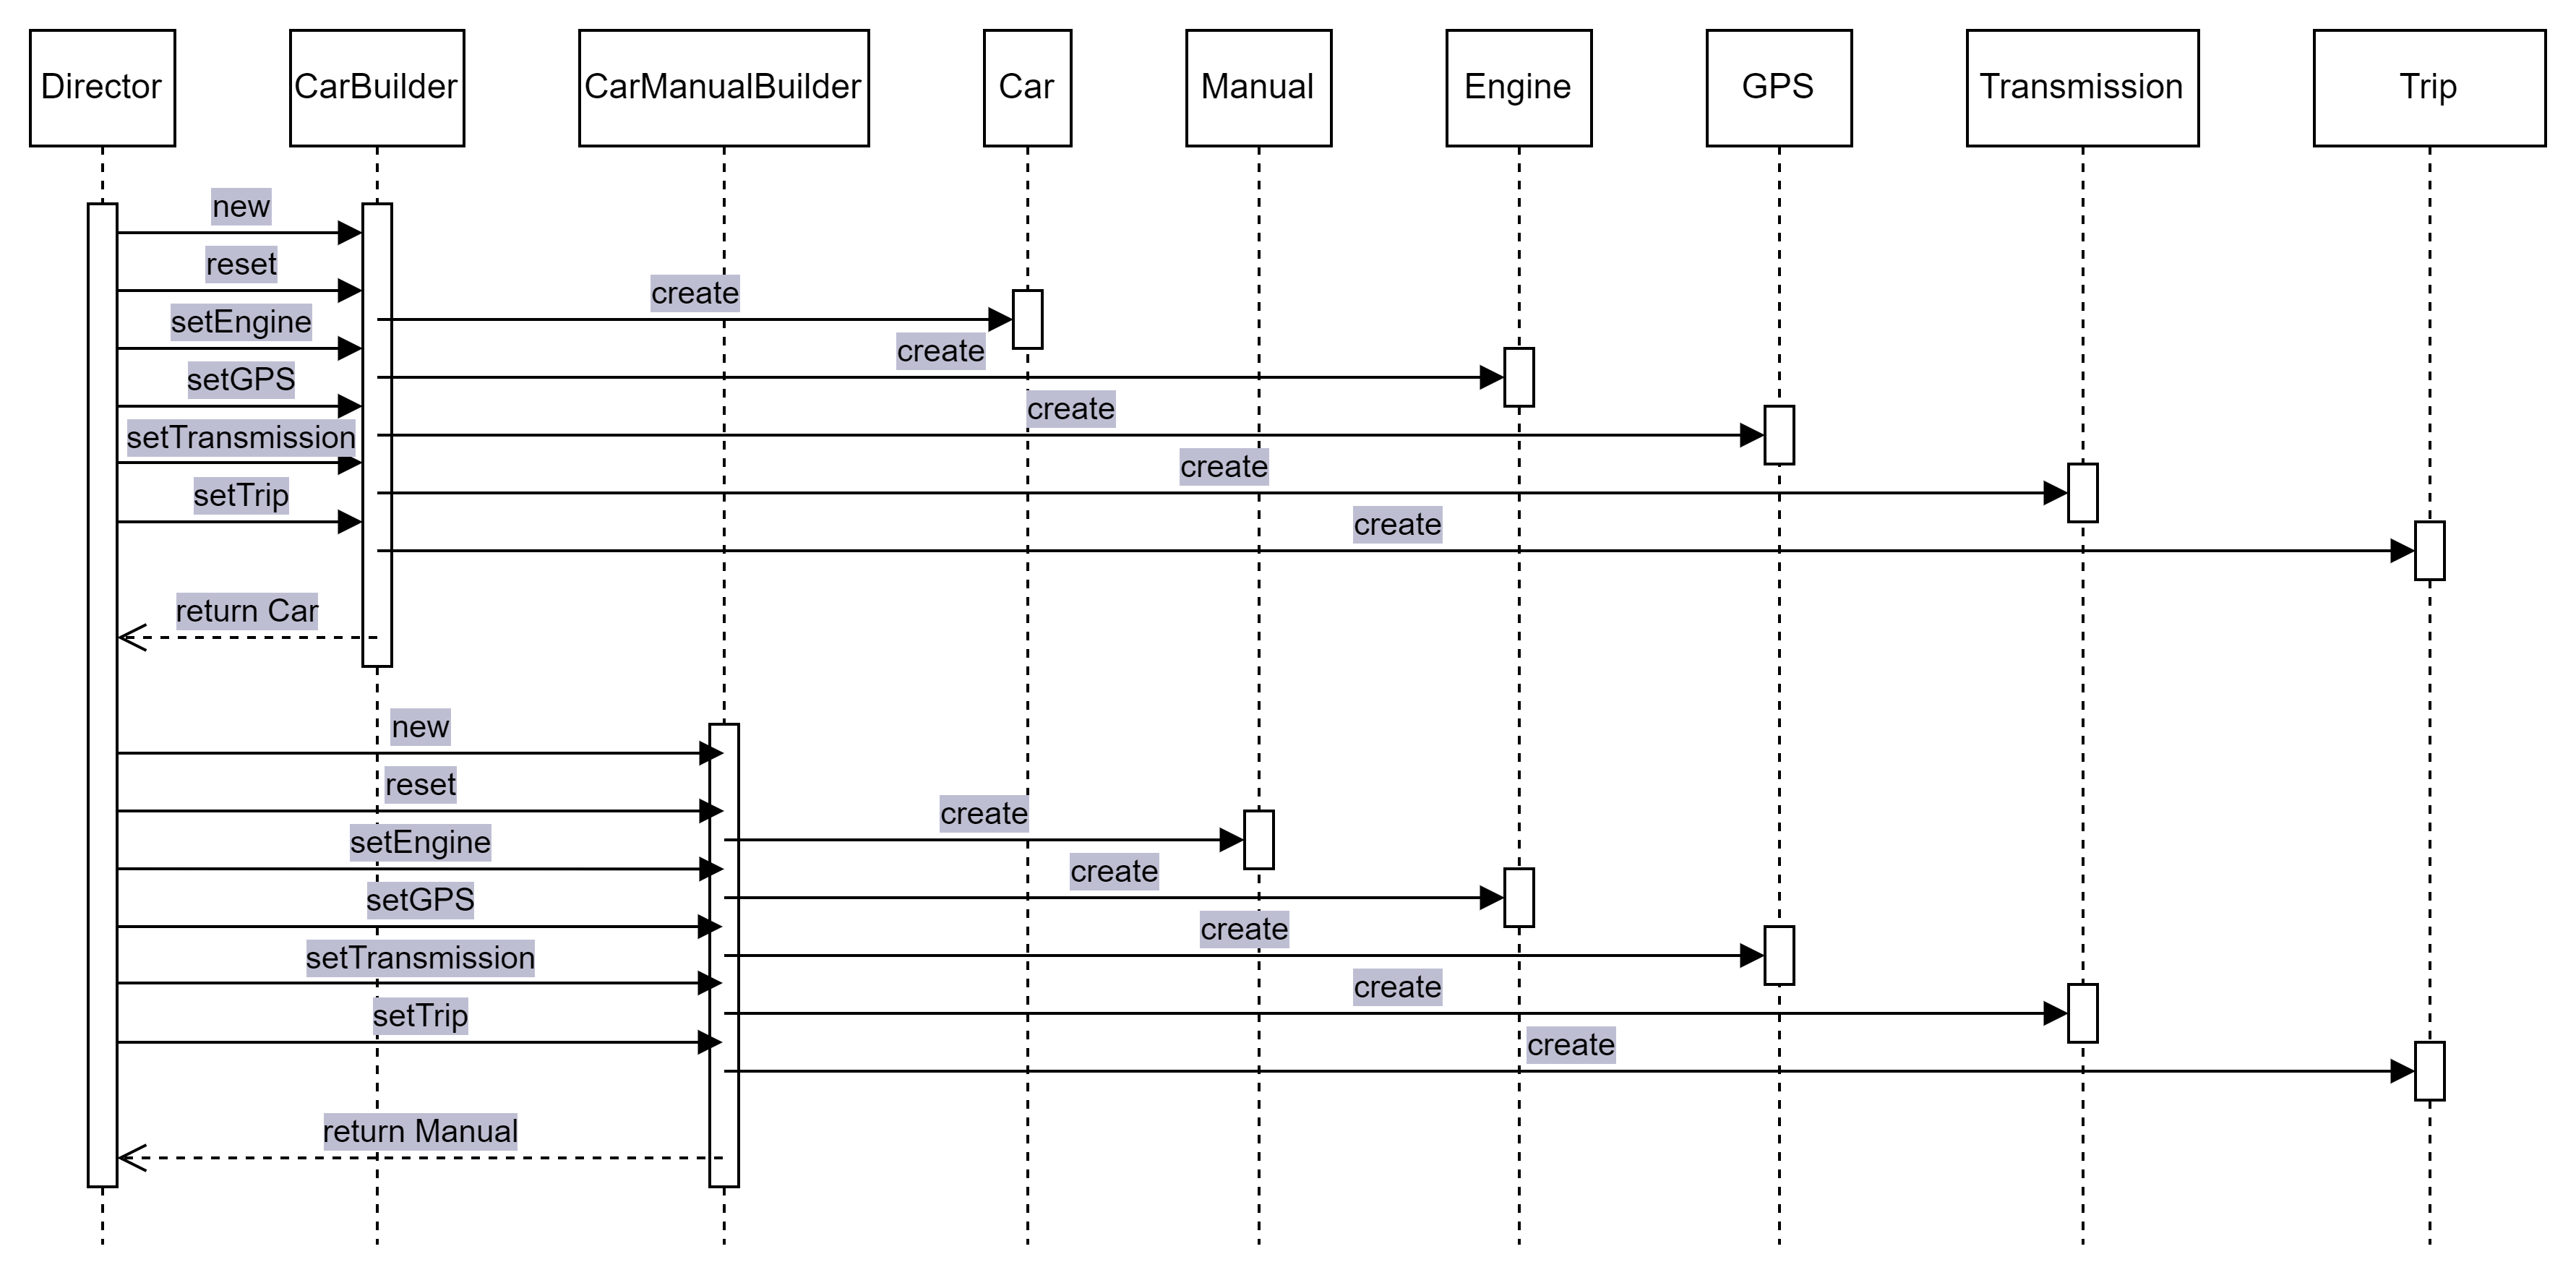 Director
CarBuilder
CarManualBuilder
Car
Manual
Engine
GPS
Transmission
Trip
new
reset
create
setEngine
create
setGPS
create
setTransmission
create
setTrip
create
return Car
new
reset
create
setEngine
create
setGPS
create
setTransmission
create
setTrip
create
return Manual